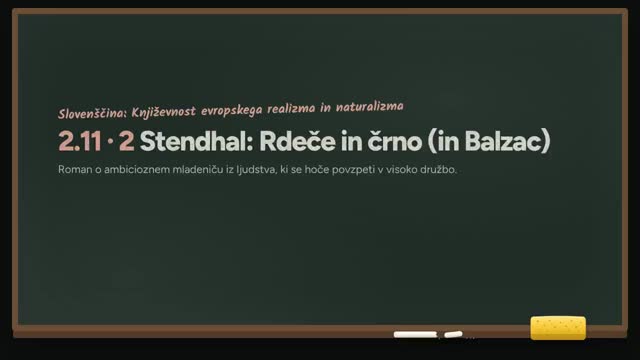 Slovenščina: Književnost evropskega realizma in naturalizma
2.11 · 2 Stendhal: Rdeče in črno (in Balzac)
Roman o ambicioznem mladeniču iz ljudstva, ki se hoče povzpeti v visoko družbo.